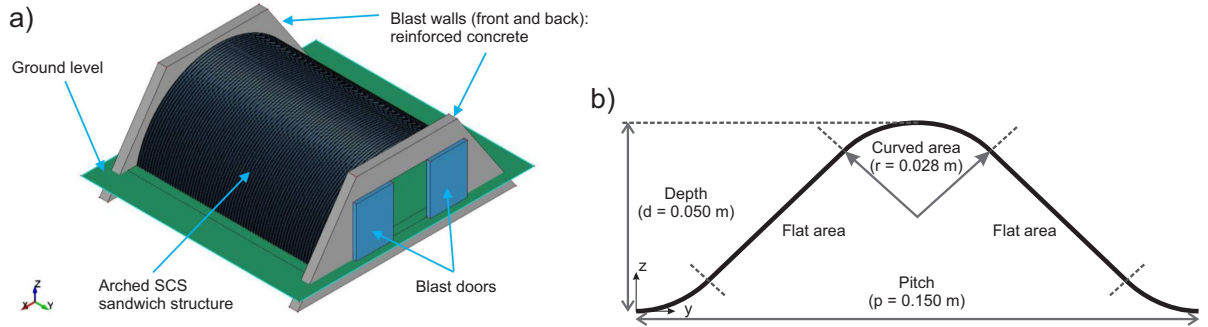 a)
Blast walls (front and back):
reinforced concrete
Ground level
Arched SCS
sandwich structure
Blast doors
Z
X
Y
b)
Curved area
(r = 0.028 m)
Depth
(d = 0.050 m)
Flat area
Flat area
z
y
Pitch
(p = 0.150 m)